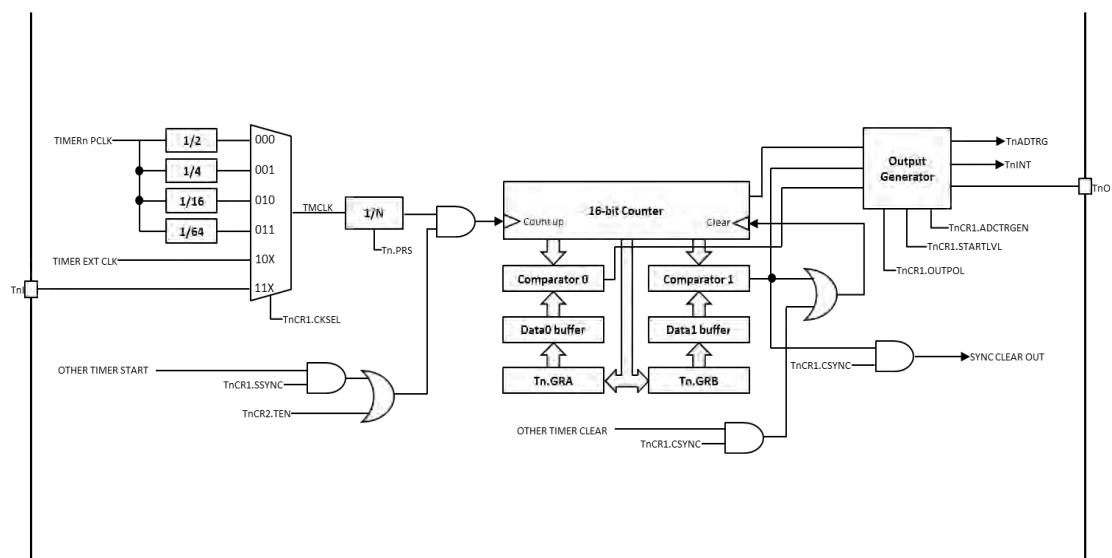 TIMERn PCLK
1/2
000
1/4
001
1/16
010
1/64
011
TIMER EXT CLK
10X
TnI
11X
TnCR1.CKSEL
TMCLK
1/N
Tn.PRS
16-bit Counter
Count up
Clear
Comparator 0
Comparator 1
Data0 buffer
Data1 buffer
Tn.GRA
Tn.GRB
Output
Generator
TnADTRG
TnINT
TnO
TnCR1.ADCTRGEN
TnCR1.STARTLVL
TnCR1.OUTPOL
SYNC CLEAR OUT
TnCR1.CSYNC
OTHER TIMER START
TnCR1.SSYNC
TnCR2.TEN
OTHER TIMER CLEAR
TnCR1.CSYNC